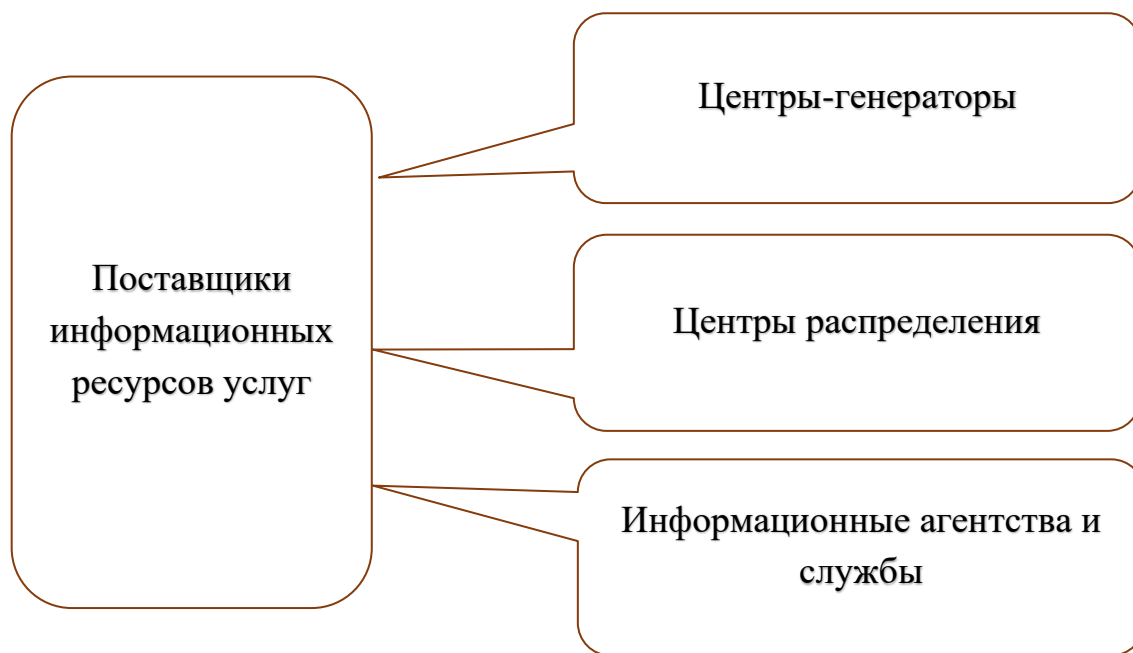 Поставщики
информационных
ресурсов услуг
Центры-генераторы
Центры распределения
Информационные агентства и
службы